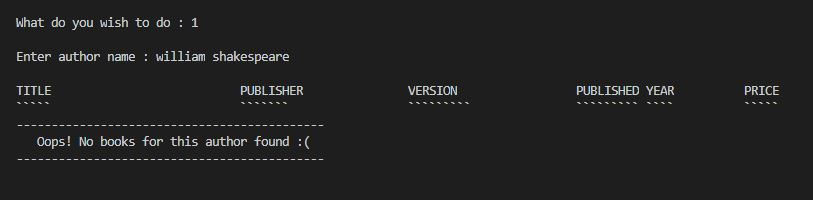 What do you wish to do : 1
Enter author name : william shakespeare
TITLE                           PUBLISHER               VERSION                 PUBLISHED YEAR          PRICE
`````                           ```````                 `````````               ````````` ````          `````
--------------------------------------------
   Oops! No books for this author found :(
--------------------------------------------